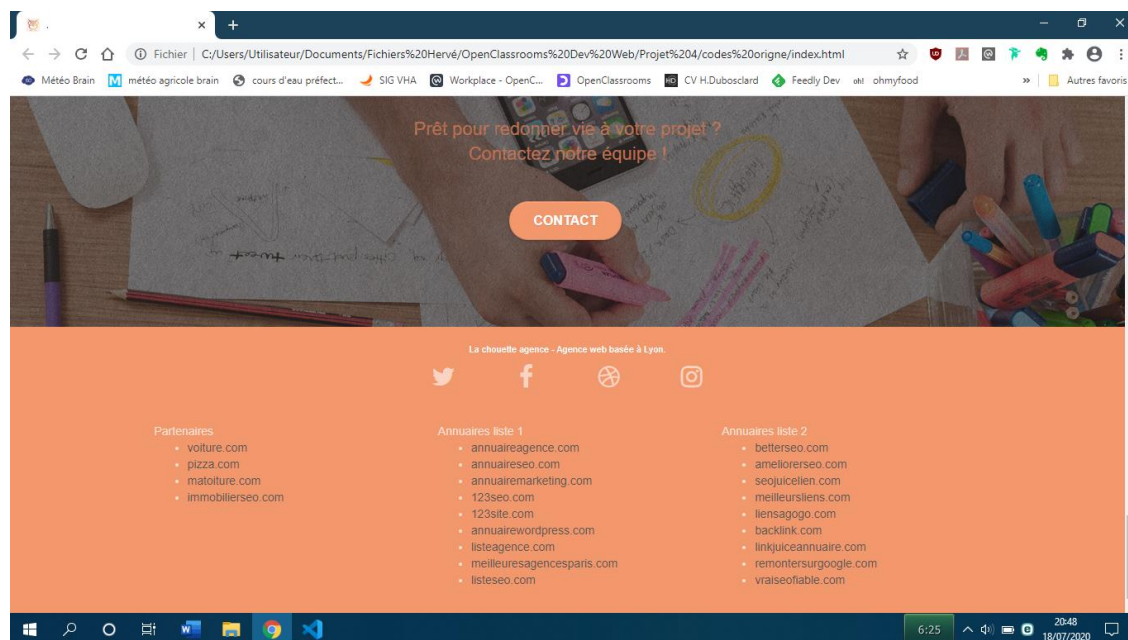 .
Fichier | C:/Users/Utilisateur/Documents/Fichiers%20Hervé/OpenClassrooms%20Dev%20Web/Projet%204/codes%20origne/index.html
Météo Brain M météo agricole brain cours d'eau préfect... SIG VHA Workplace - OpenC... OpenClassrooms HD CV H.Dubosclard Feedly Dev oh! ohmyfood » Autres favoris
Prêt pour redonner vie à votre projet ?
Contactez notre équipe !
CONTACT
La chouette agence - Agence web basée à Lyon.
Partenaires
voiture.com
pizza.com
matoiture.com
immobilierseo.com
Annuaires liste 1
annuaireagence.com
annuaireseo.com
annuairemarketing.com
123seo.com
123site.com
annuairewordpress.com
listeagence.com
meilleuresagencesparis.com
listeseo.com
Annuaires liste 2
betterseo.com
ameliorerseo.com
seojuicelien.com
meilleursliens.com
liensagogo.com
backlink.com
linkjuiceannuaire.com
remontersurgoogle.com
vraiseofiable.com
6:25
20:48
18/07/2020